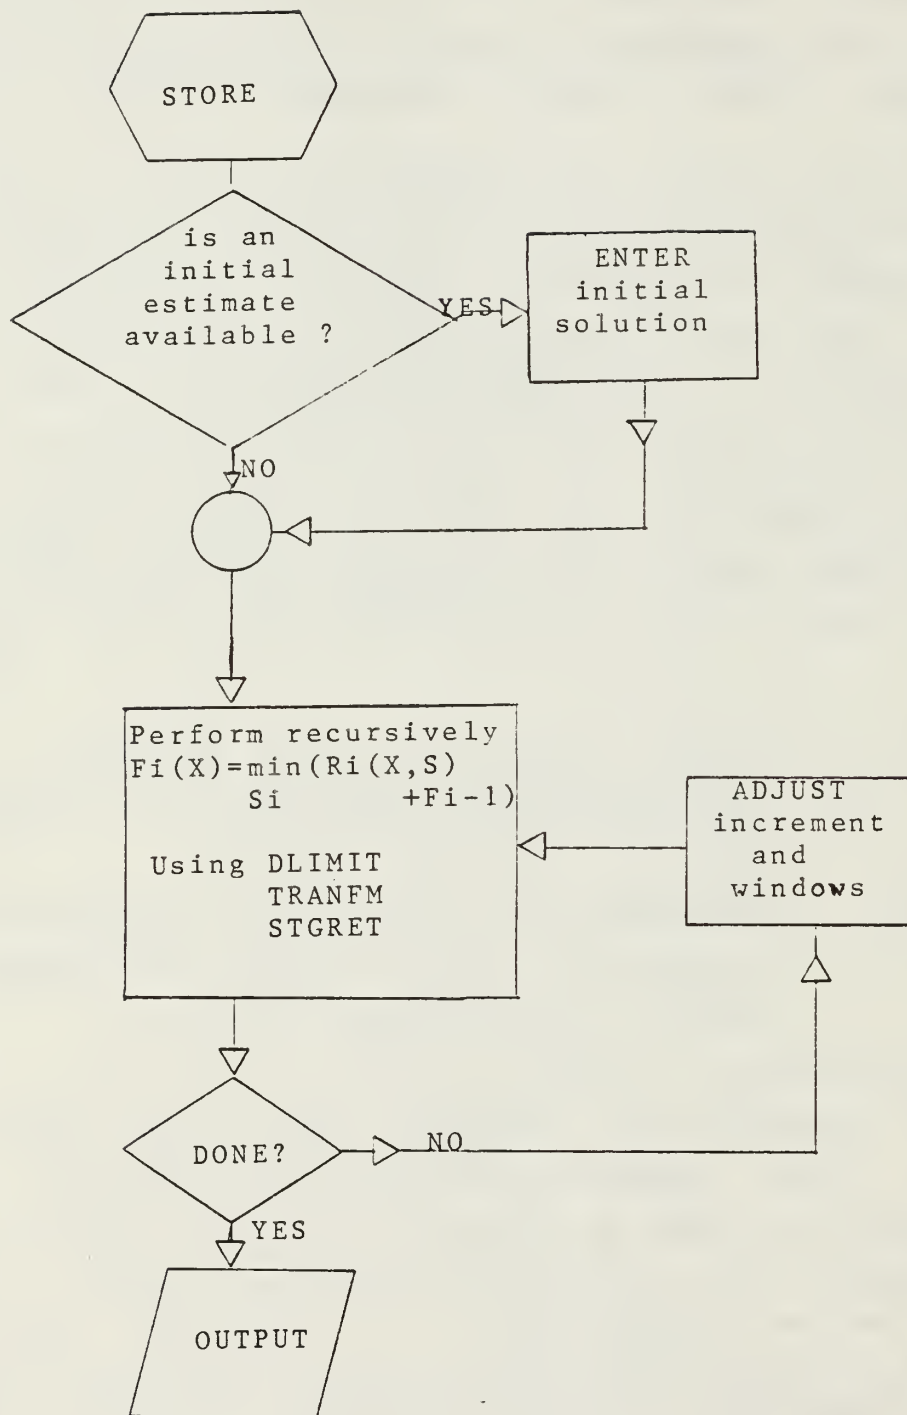 STORE
is an
initial
estimate
available ?
YES
ENTER
initial
solution
NO
Perform recursively
Fi(X)=min(Ri(X,S)
Si +Fi-1)
Using DLIMIT
TRANFM
STGRET
ADJUST
increment
and
windows
DONE?
NO
YES
OUTPUT